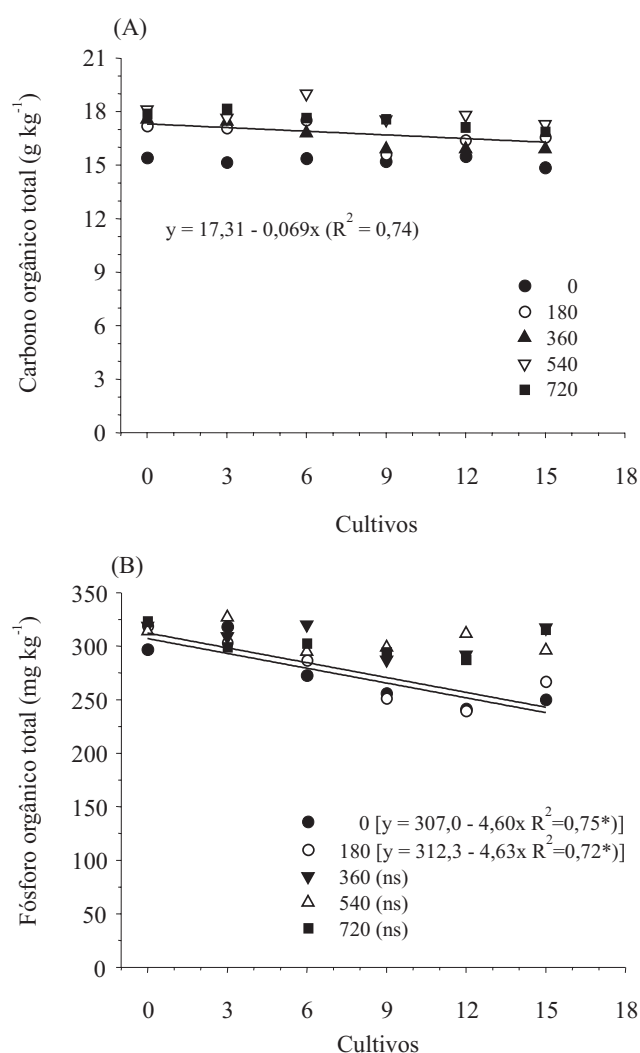 (A)
21
18
15
12
9
6
3
0
Carbono orgânico total (g kg⁻¹)
y = 17,31 - 0,069x (R² = 0,74)
0
180
360
540
720
0 3 6 9 12 15 18
Cultivos
(B)
350
300
250
200
150
100
50
0
Fósforo orgânico total (mg kg⁻¹)
0 [y = 307,0 - 4,60x R²=0,75*)]
180 [y = 312,3 - 4,63x R²=0,72*)]
360 (ns)
540 (ns)
720 (ns)
0 3 6 9 12 15 18
Cultivos